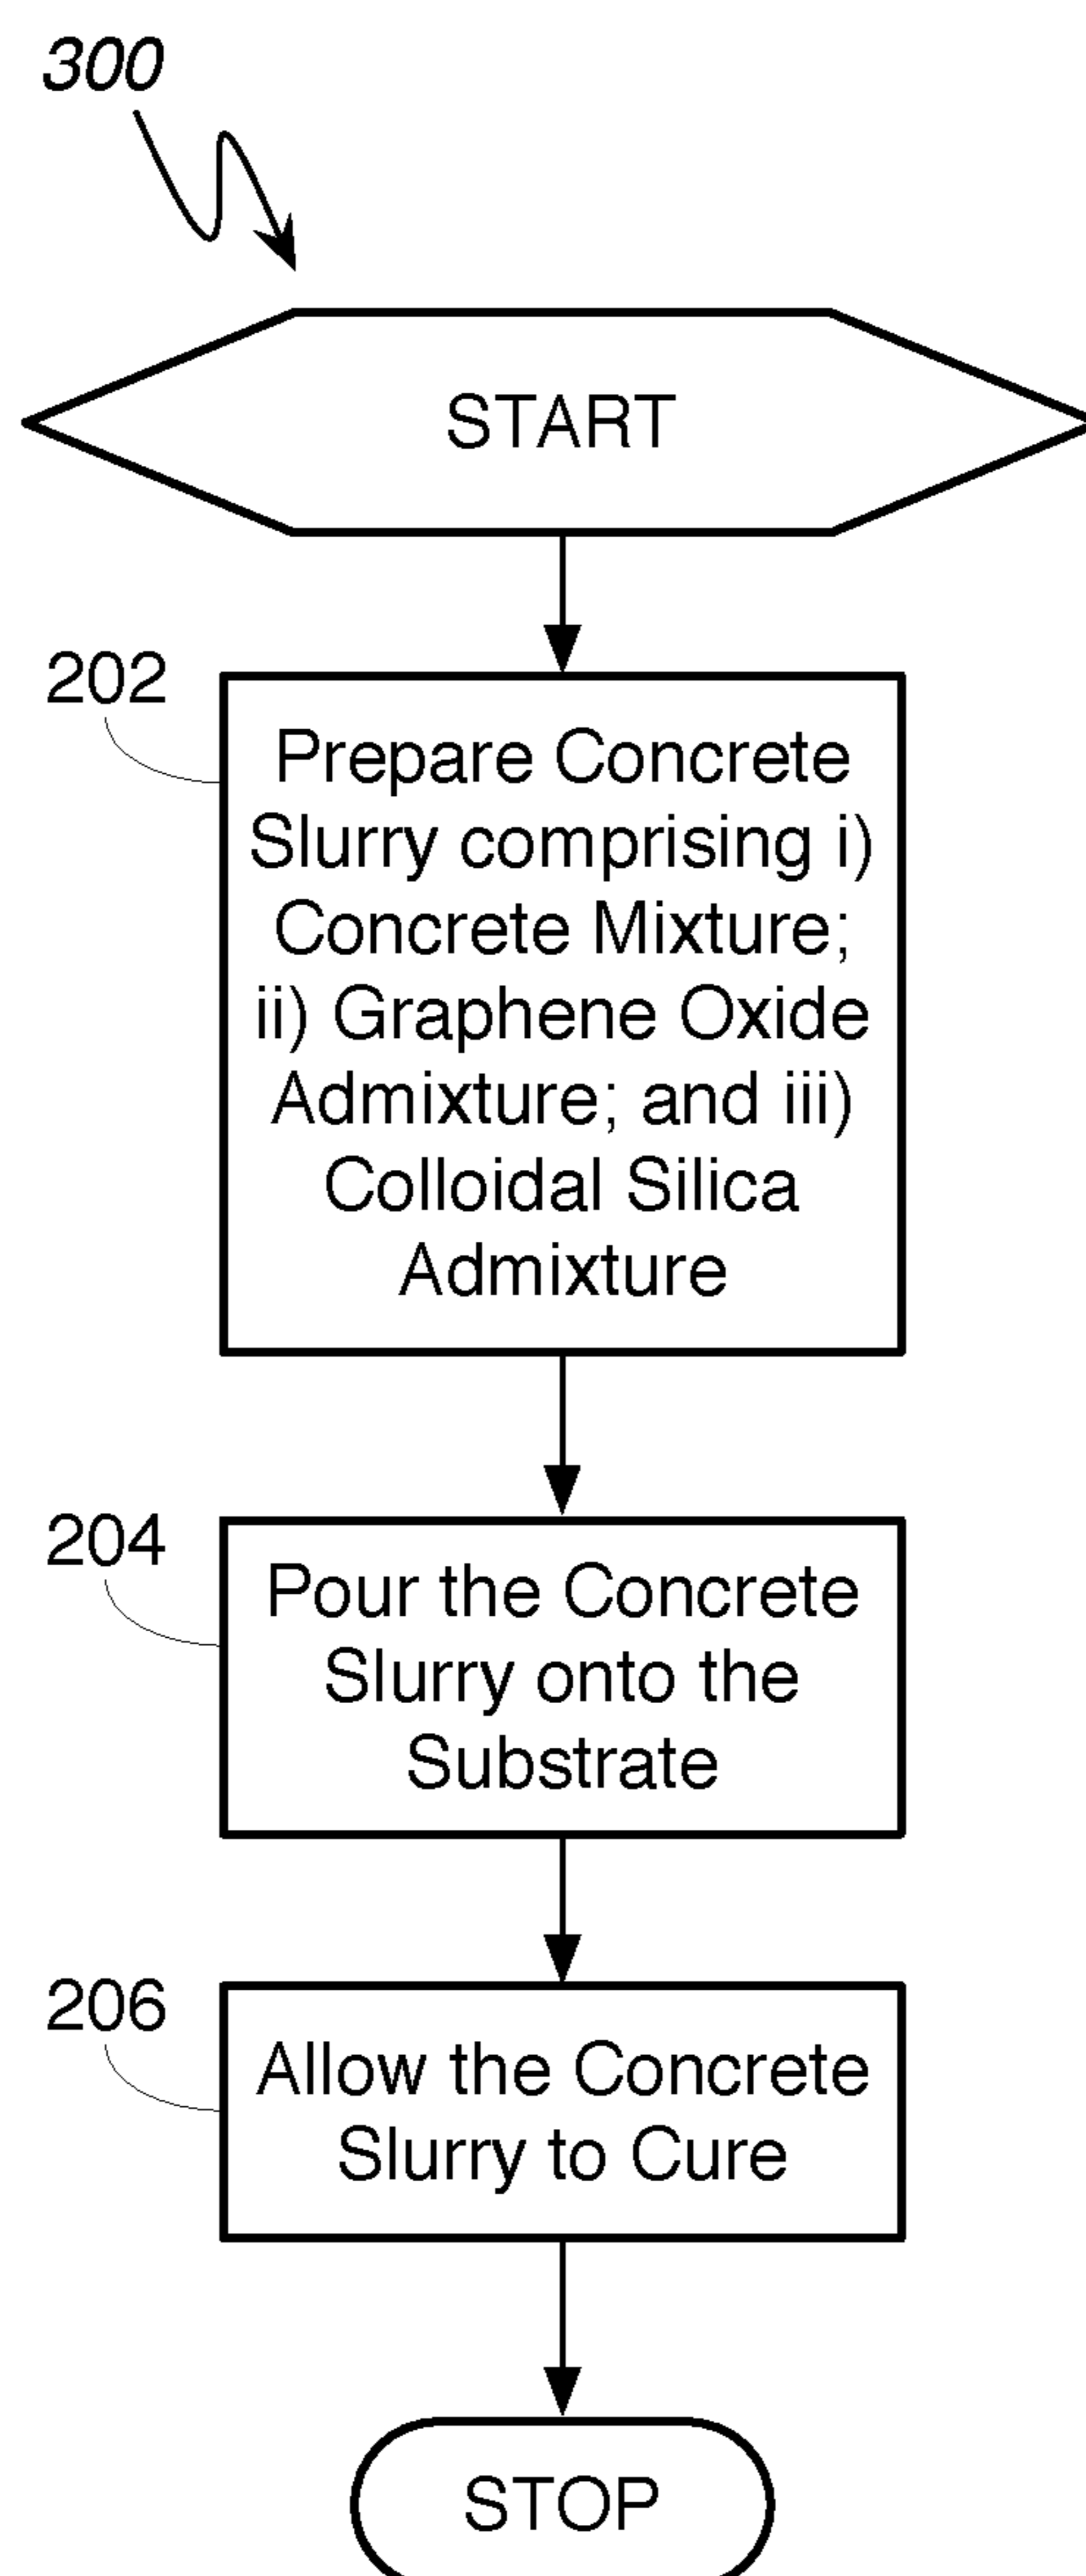 300
START
202
Prepare Concrete
Slurry comprising i)
Concrete Mixture;
ii) Graphene Oxide
Admixture; and iii)
Colloidal Silica
Admixture
204
Pour the Concrete
Slurry onto the
Substrate
206
Allow the Concrete
Slurry to Cure
STOP